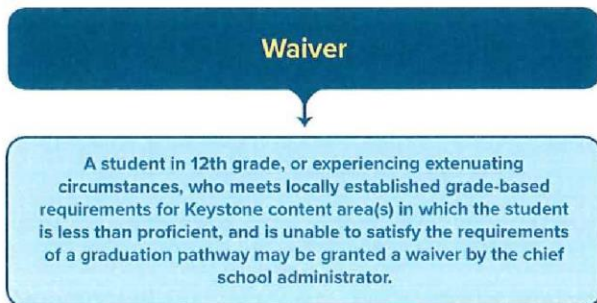 Waiver
A student in 12th grade, or experiencing extenuating
circumstances, who meets locally established grade-based
requirements for Keystone content area(s) in which the student
is less than proficient, and is unable to satisfy the requirements
of a graduation pathway may be granted a waiver by the chief
school administrator.